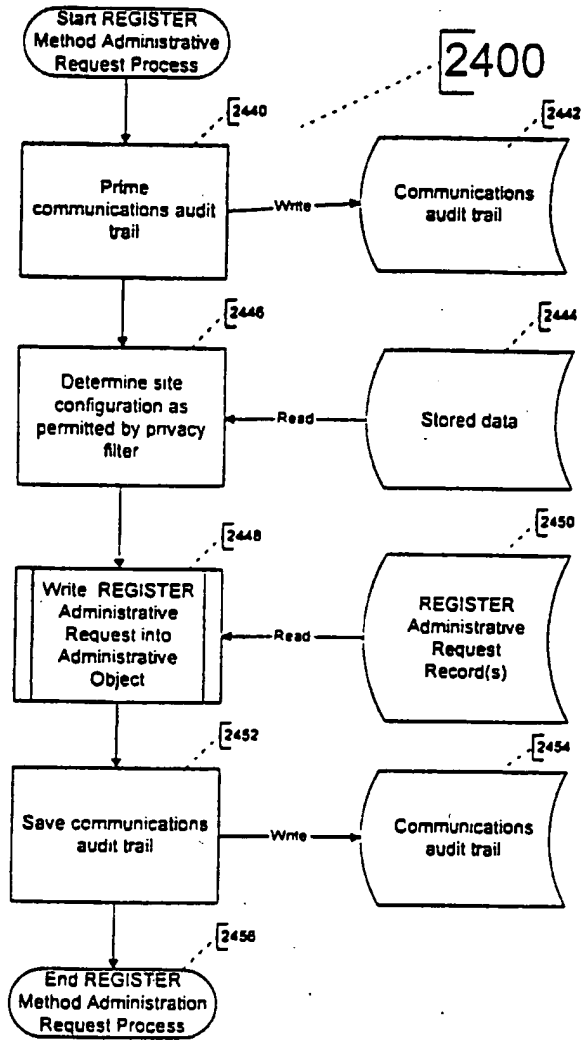 Start REGISTER
Method Administrative
Request Process
2400
2440
2442
Prime
communications audit
trail
Write
Communications
audit trail
2446
2444
Determine site
configuration as
permitted by privacy
filter
Read
Stored data
2448
2450
Write REGISTER
Administrative
Request into
Administrative
Object
Read
REGISTER
Administrative
Request
Record(s)
2452
2454
Save communications
audit trail
Write
Communications
audit trail
2456
End REGISTER
Method Administration
Request Process